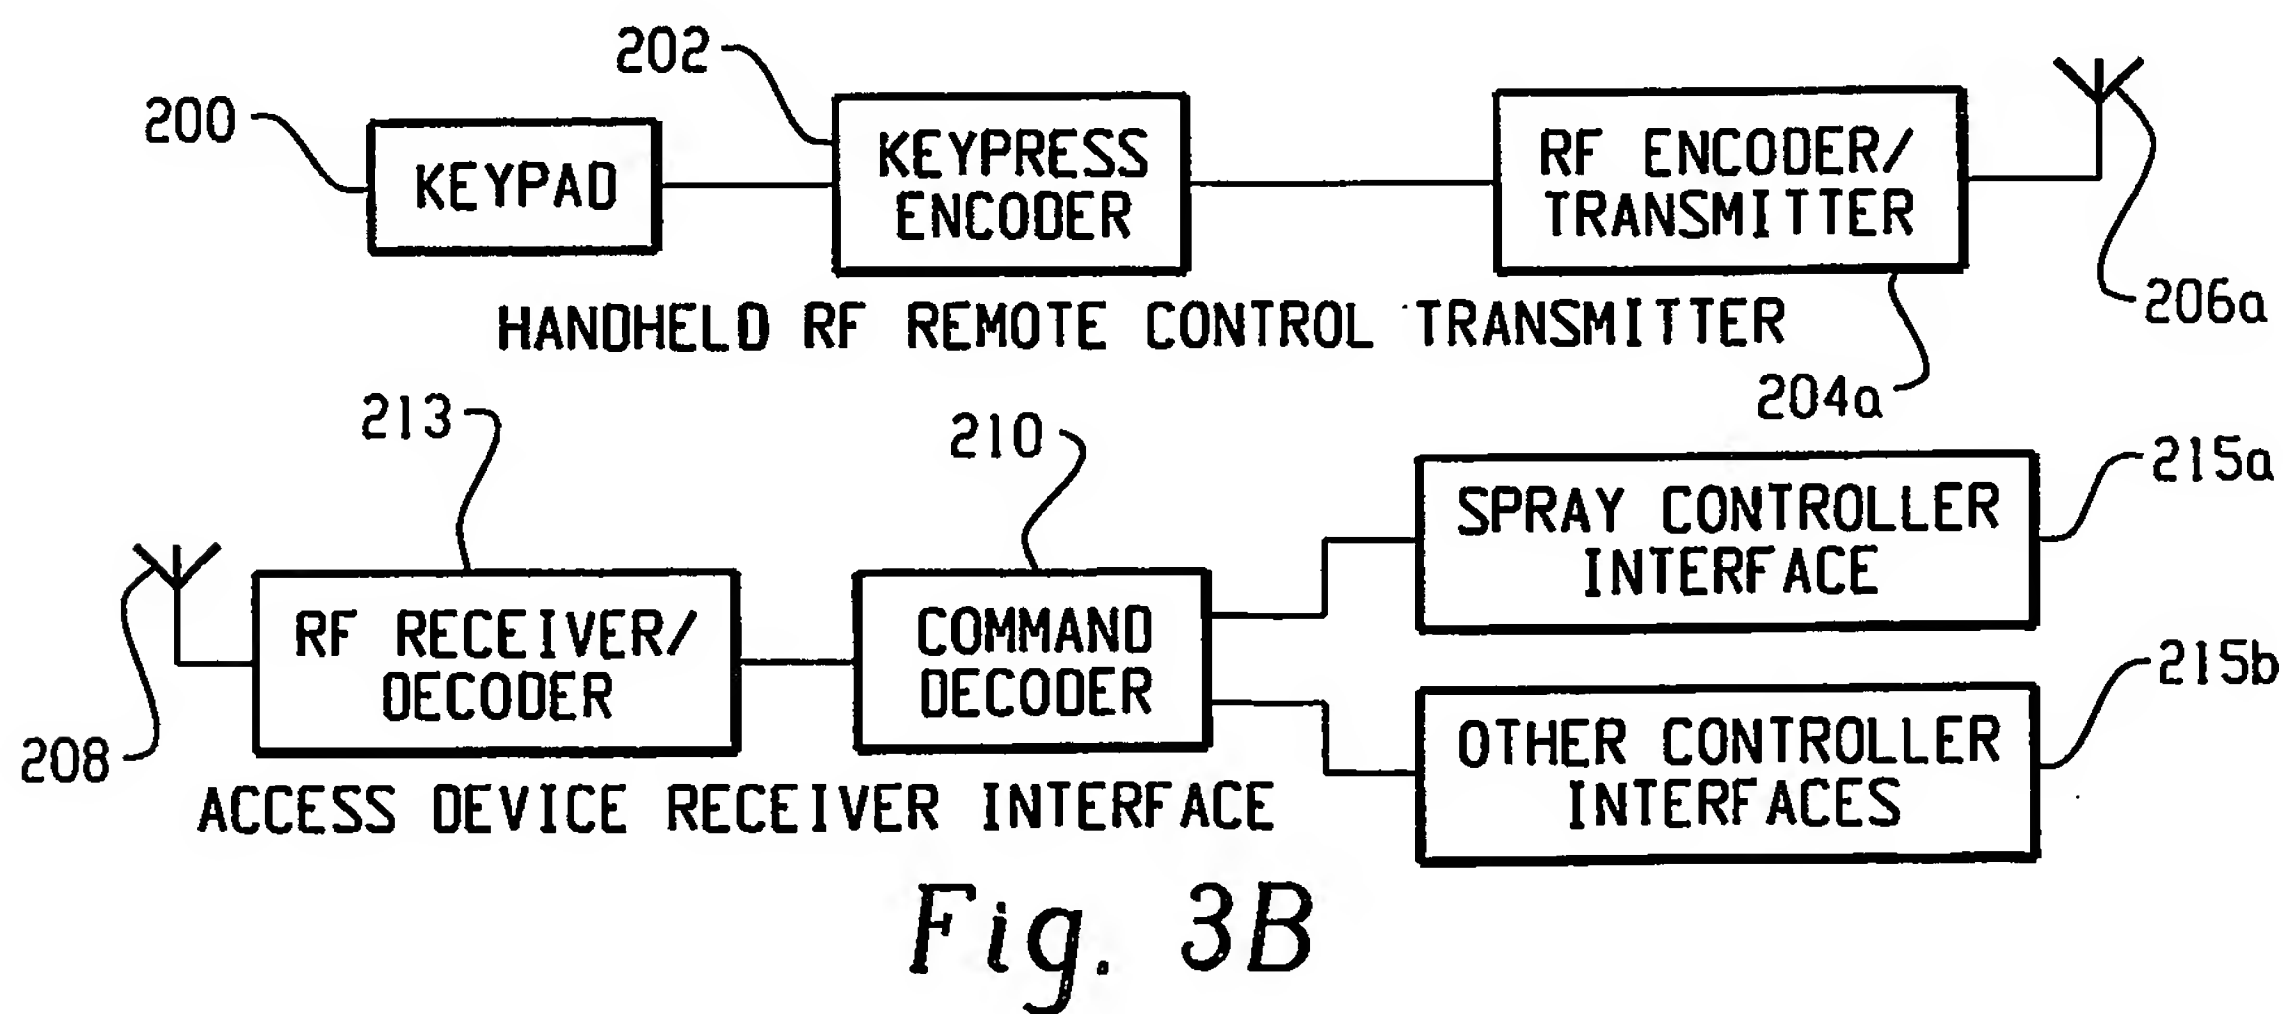 202
200
KEYPAD
KEYPRESS
ENCODER
RF ENCODER/
TRANSMITTER
206a
HANDHELD RF REMOTE CONTROL TRANSMITTER
204a
213
210
215a
SPRAY CONTROLLER
INTERFACE
RF RECEIVER/
DECODER
COMMAND
DECODER
215b
208
OTHER CONTROLLER
INTERFACES
ACCESS DEVICE RECEIVER INTERFACE
Fig. 3B